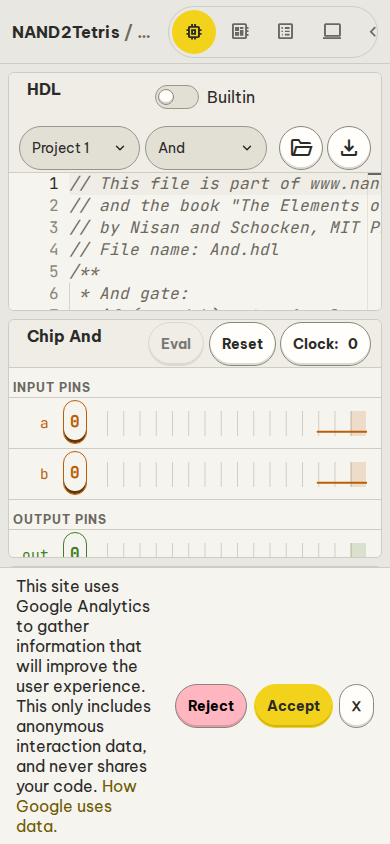 NAND2Tetris / ...
HDL
Builtin
Project 1
And
1 // This file is part of www.nan
2 // and the book "The Elements o
3 // by Nisan and Schocken, MIT P
4 // File name: And.hdl
5 /**
6 * And gate:
Chip And
Eval
Reset
Clock: 0
INPUT PINS
a 0
b 0
OUTPUT PINS
out 0
This site uses
Google Analytics
to gather
information that
will improve the
user experience.
This only includes
anonymous
interaction data,
and never shares
your code. How
Google uses
data.
Reject
Accept
X